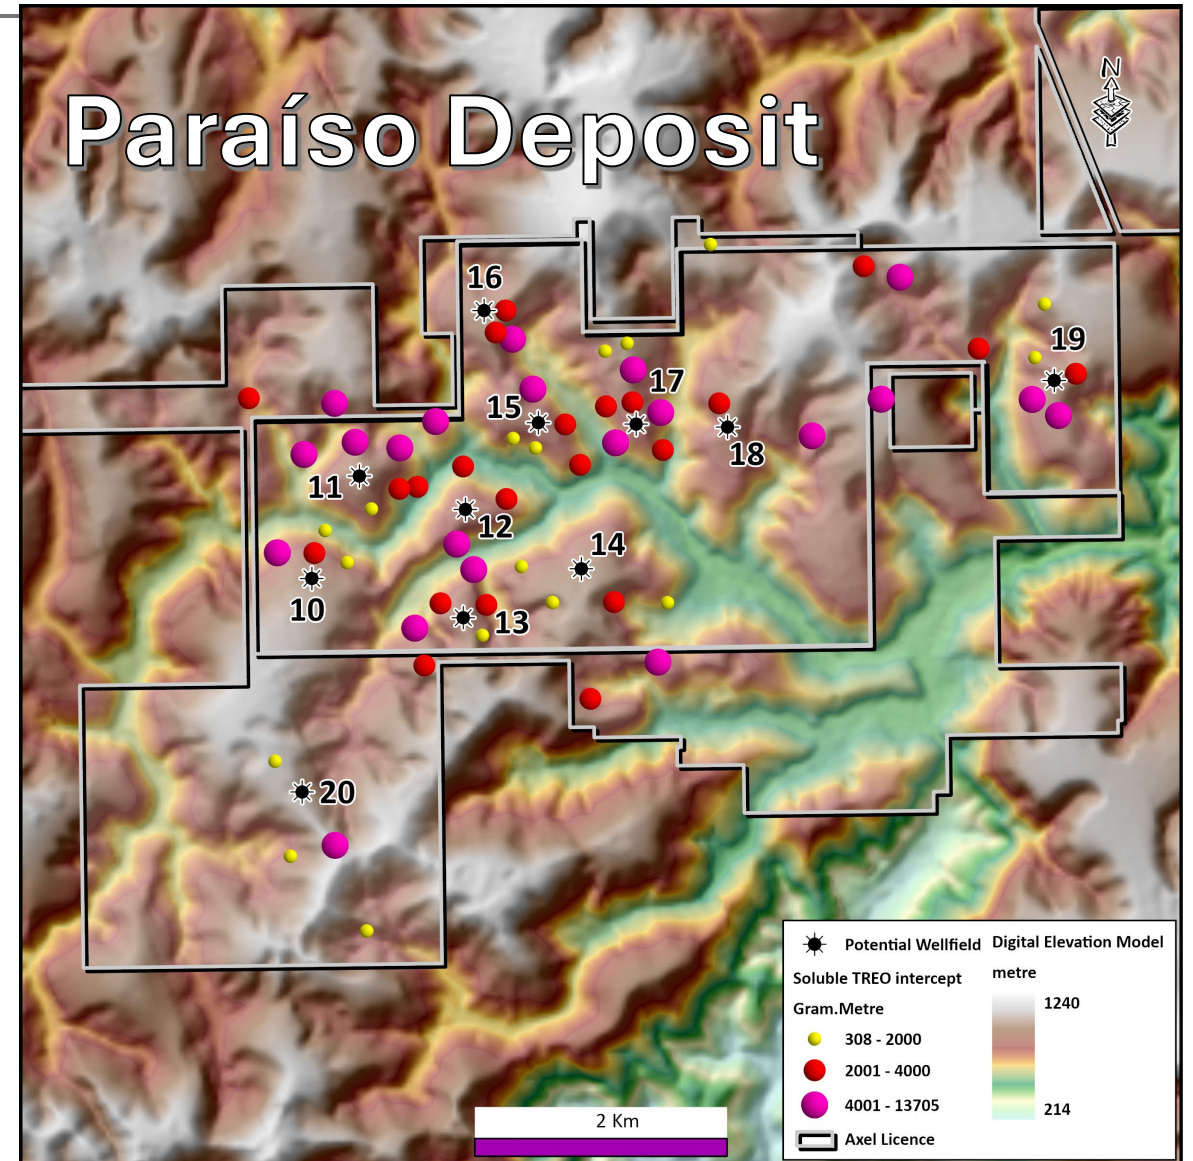 Paraíso Deposit
N
16
19
17
15
18
11
12
14
10
13
20
Potential Wellfield
Soluble TREO intercept
Gram.Metre
308 - 2000
2001 - 4000
4001 - 13705
Axel Licence
Digital Elevation Model
metre
1240
214
2 Km